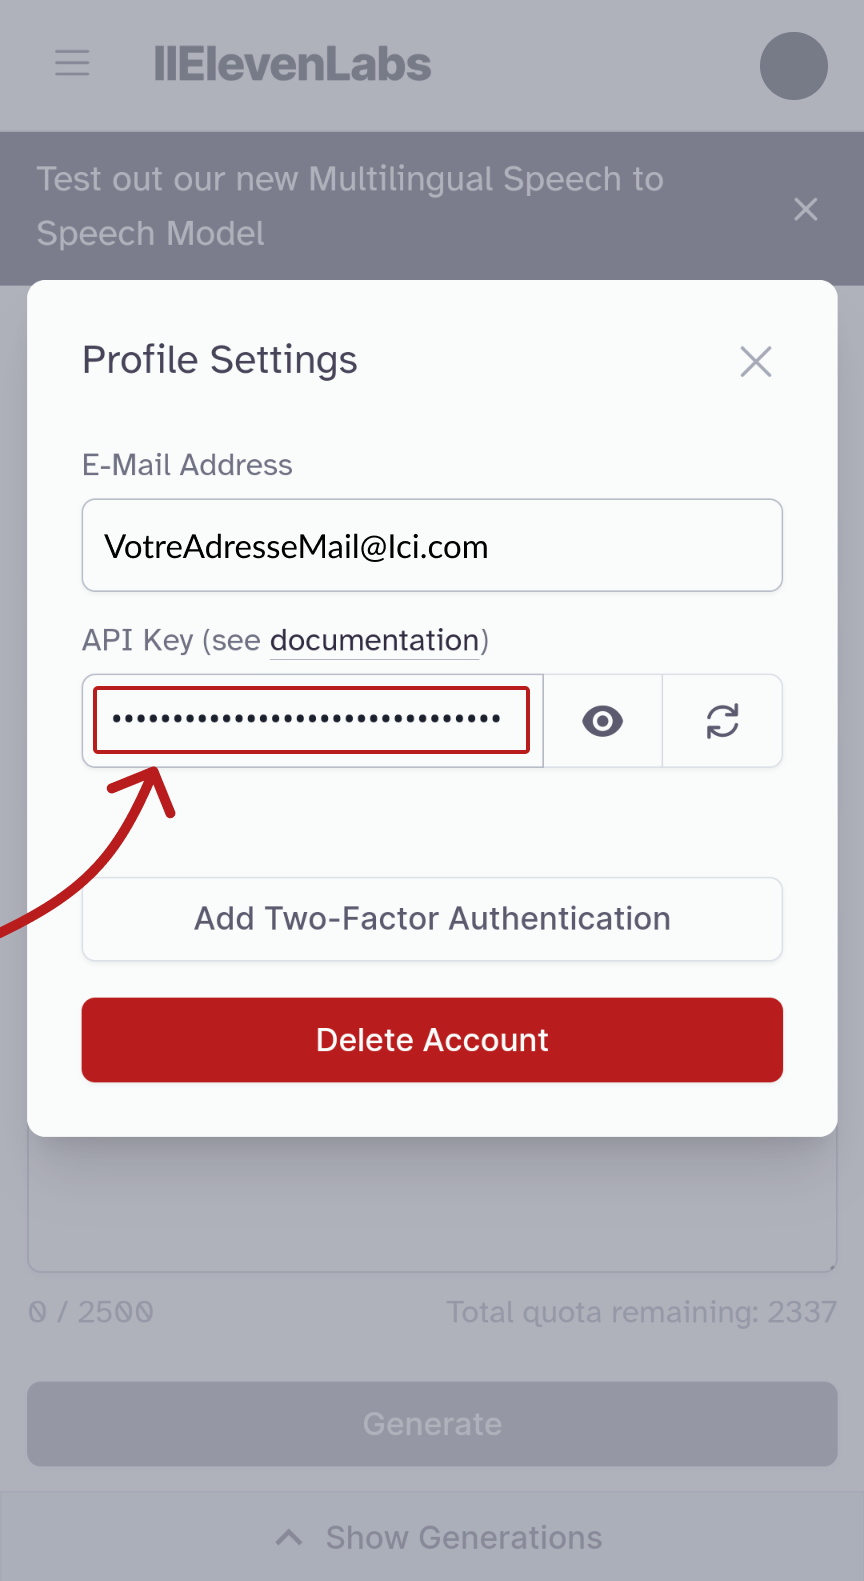 IIElevenLabs
Test out our new Multilingual Speech to
Speech Model
Profile Settings
E-Mail Address
VotreAdresseMail@lci.com
API Key (see documentation)
••••••••••••••••••••••••••••••••
Add Two-Factor Authentication
Delete Account
0 / 2500 Total quota remaining: 2337
Generate
Show Generations